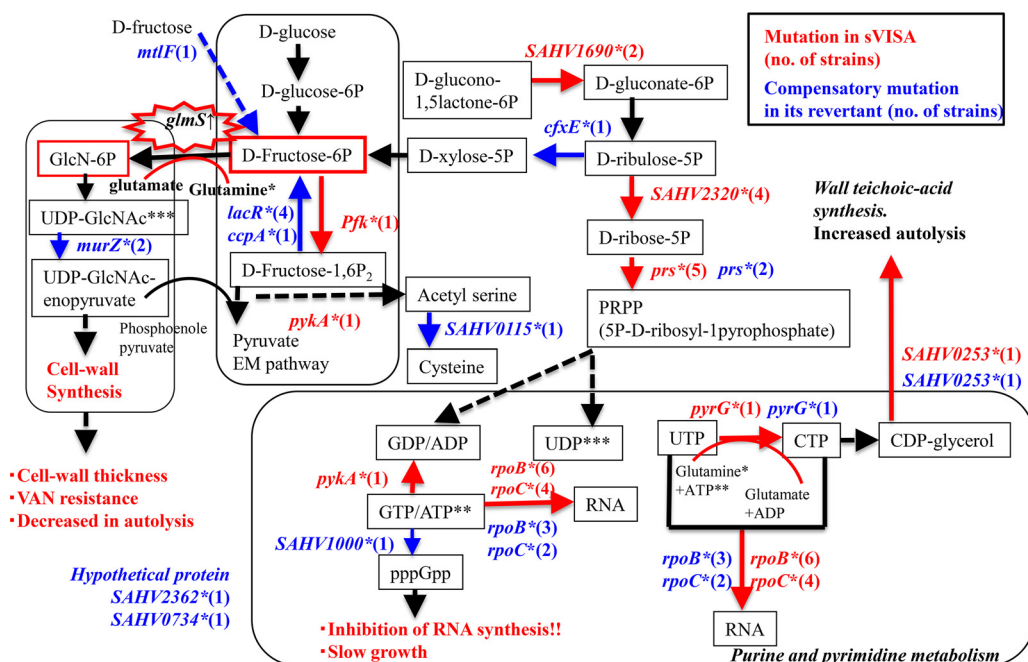 D-fructose
mtlF(1)
D-glucose
D-glucose-6P
glmS↑
GlcN-6P
D-Fructose-6P
glutamate
Glutamine*
UDP-GlcNAc***
murZ*(2)
UDP-GlcNAc-
enopyruvate
Phosphoenole
pyruvate
Cell-wall
Synthesis
・Cell-wall thickness
・VAN resistance
・Decreased in autolysis
lacR*(4)
ccpA*(1)
Pfk*(1)
D-Fructose-1,6P2
pykA*(1)
Pyruvate
EM pathway
Acetyl serine
SAHV0115*(1)
Cysteine
D-glucono-
1,5lactone-6P
SAHV1690*(2)
D-gluconate-6P
D-xylose-5P
cfxE*(1)
D-ribulose-5P
SAHV2320*(4)
D-ribose-5P
prs*(5)
prs*(2)
PRPP
(5P-D-ribosyl-1pyrophosphate)
Mutation in sVISA
(no. of strains)
Compensatory mutation
in its revertant (no. of strains)
Wall teichoic-acid
synthesis.
Increased autolysis
SAHV0253*(1)
SAHV0253*(1)
GDP/ADP
UDP***
pykA*(1)
GTP/ATP**
rpoB*(6)
rpoC*(4)
RNA
rpoB*(3)
rpoC*(2)
SAHV1000*(1)
pppGpp
・Inhibition of RNA synthesis!!
・Slow growth
pyrG*(1)
pyrG*(1)
UTP
CTP
CDP-glycerol
Glutamine*
+ATP**
Glutamate
+ADP
rpoB*(3)
rpoC*(2)
rpoB*(6)
rpoC*(4)
RNA
Hypothetical protein
SAHV2362*(1)
SAHV0734*(1)
Purine and pyrimidine metabolism